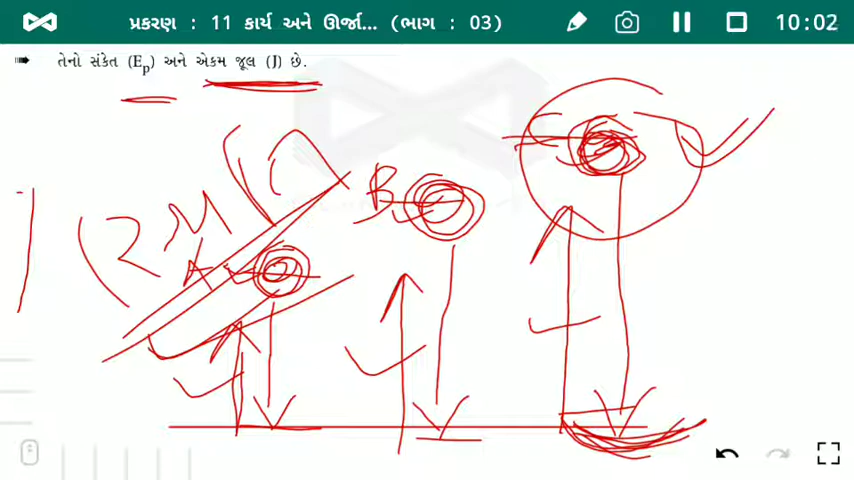 પ્રકરણ : 11 કાર્ય અને ઊર્જા... (ભાગ : 03) 10:02
➠ તેનો સંકેત (Ep) અને એકમ જૂલ (J) છે.
B
A